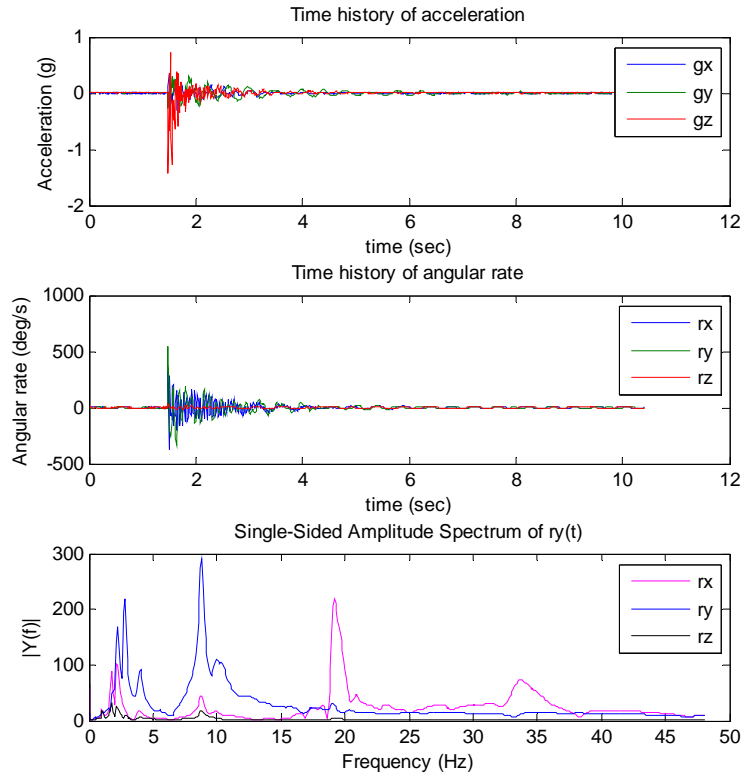 Time history of acceleration
1
0
-1
-2
Acceleration (g)
gx
gy
gz
0 2 4 6 8 10 12
time (sec)
Time history of angular rate
1000
500
0
-500
Angular rate (deg/s)
rx
ry
rz
0 2 4 6 8 10 12
time (sec)
Single-Sided Amplitude Spectrum of ry(t)
300
200
100
0
|Y(f)|
rx
ry
rz
0 5 10 15 20 25 30 35 40 45 50
Frequency (Hz)